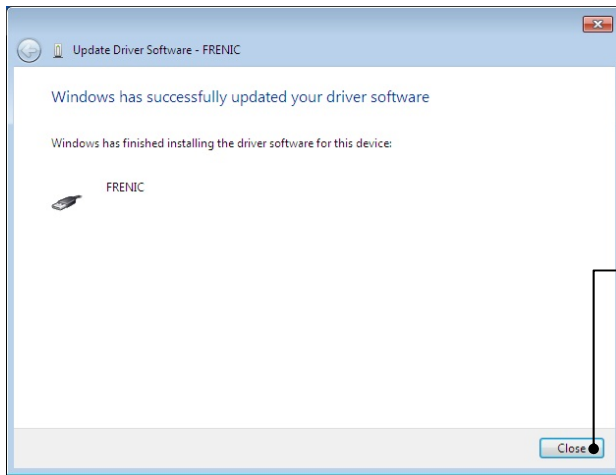 Update Driver Software - FRENIC
Windows has successfully updated your driver software
Windows has finished installing the driver software for this device:
FRENIC
Close